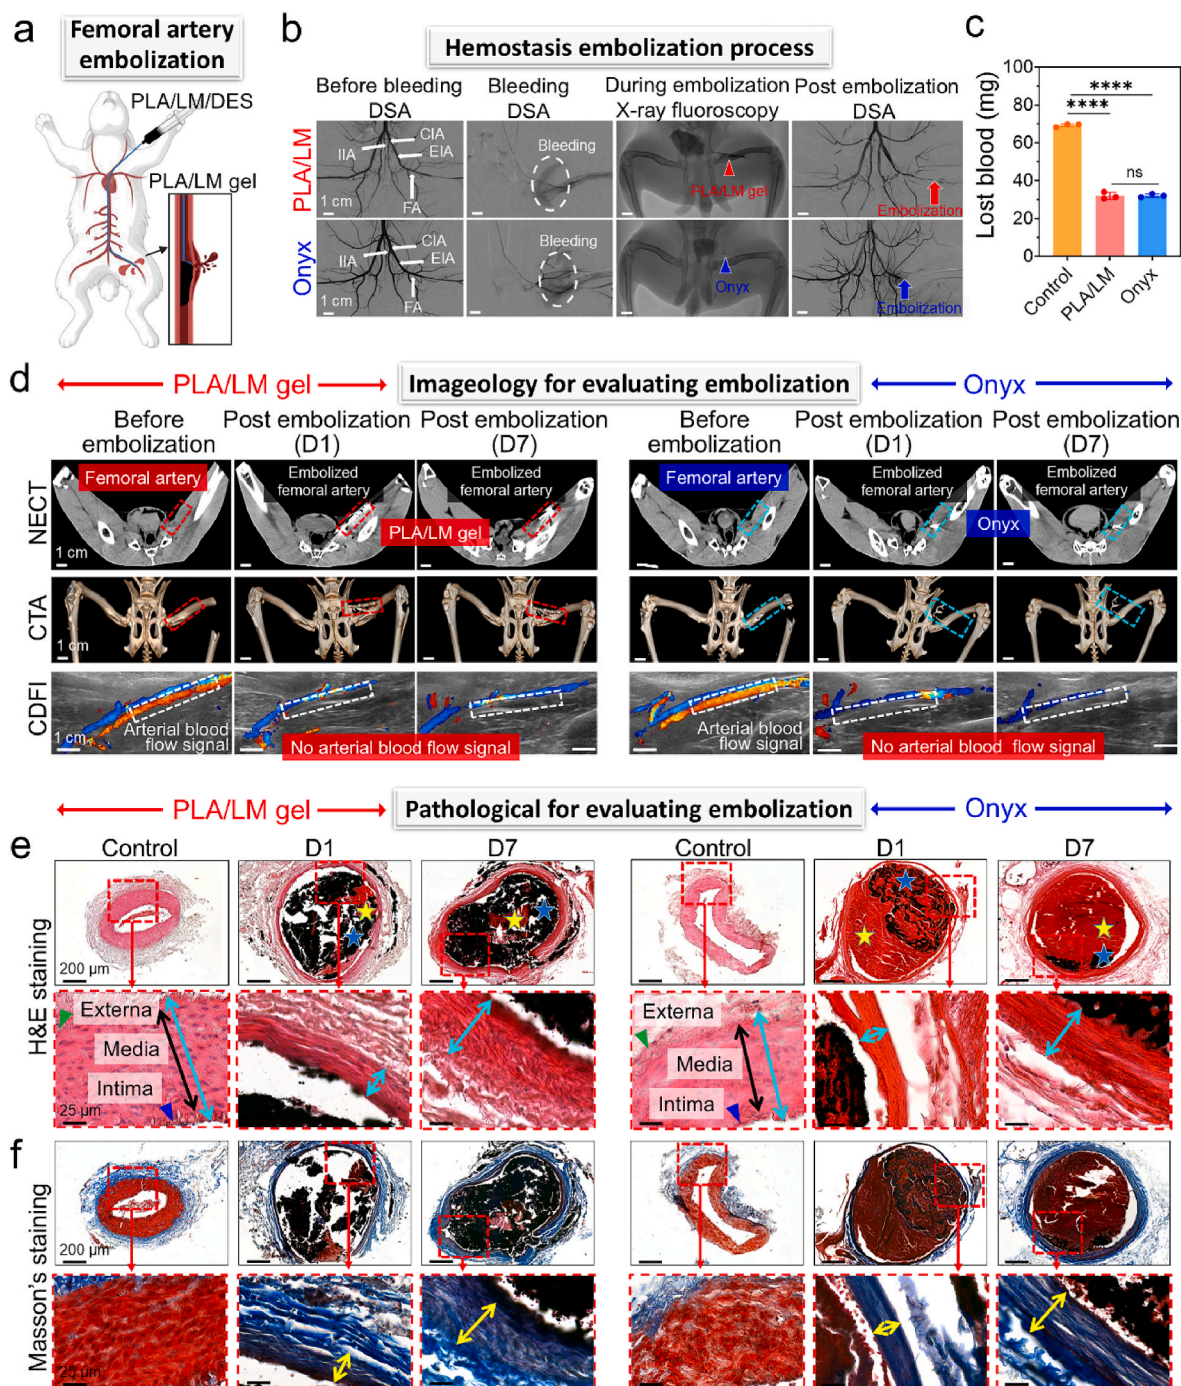 a
Femoral artery
embolization
PLA/LM/DES
PLA/LM gel
b
Hemostasis embolization process
Before bleeding
DSA
Bleeding
DSA
During embolization
X-ray fluoroscopy
Post embolization
DSA
PLA/LM
IIA
CIA
EIA
FA
1 cm
Bleeding
PLA/LM gel
Embolization
Onyx
IIA
CIA
EIA
FA
1 cm
Bleeding
Onyx
Embolization
c
Lost blood (mg)
100
80
60
40
20
0
****
****
ns
Control
PLA/LM
Onyx
d
PLA/LM gel
Imageology for evaluating embolization
Onyx
Before
embolization
Post embolization
(D1)
Post embolization
(D7)
Before
embolization
Post embolization
(D1)
Post embolization
(D7)
NECT
Femoral artery
Embolized
femoral artery
Embolized
femoral artery
PLA/LM gel
1 cm
Femoral artery
Embolized
femoral artery
Embolized
femoral artery
Onyx
CTA
1 cm
CDFI
1 cm
Arterial blood
flow signal
No arterial blood flow signal
Arterial blood
flow signal
No arterial blood flow signal
PLA/LM gel
Pathological for evaluating embolization
Onyx
e
Control
D1
D7
Control
D1
D7
H&E staining
200 μm
Externa
Media
Intima
25 μm
Externa
Media
Intima
f
Masson's staining
200 μm
25 μm